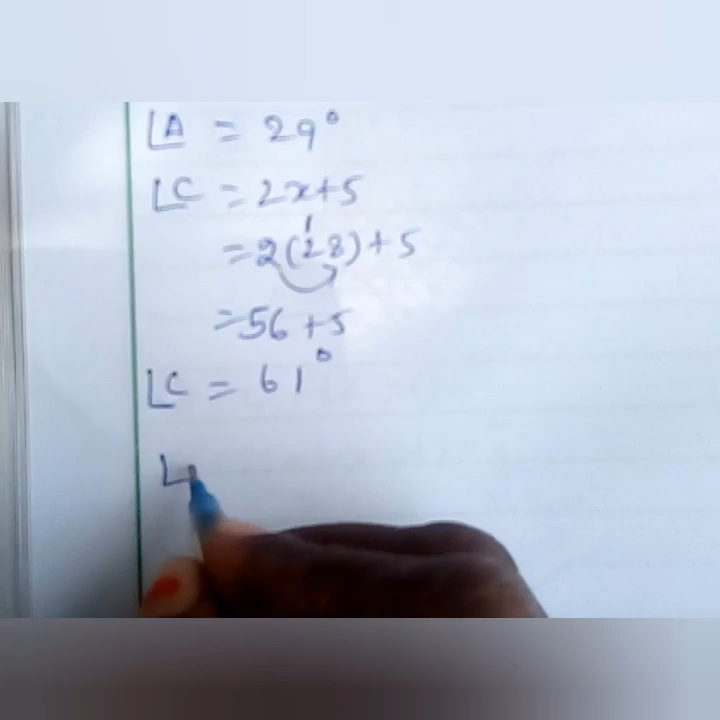 ∠A = 29°
∠C = 2x+5
= 2(28)+5
= 56+5
∠C = 61°
∠